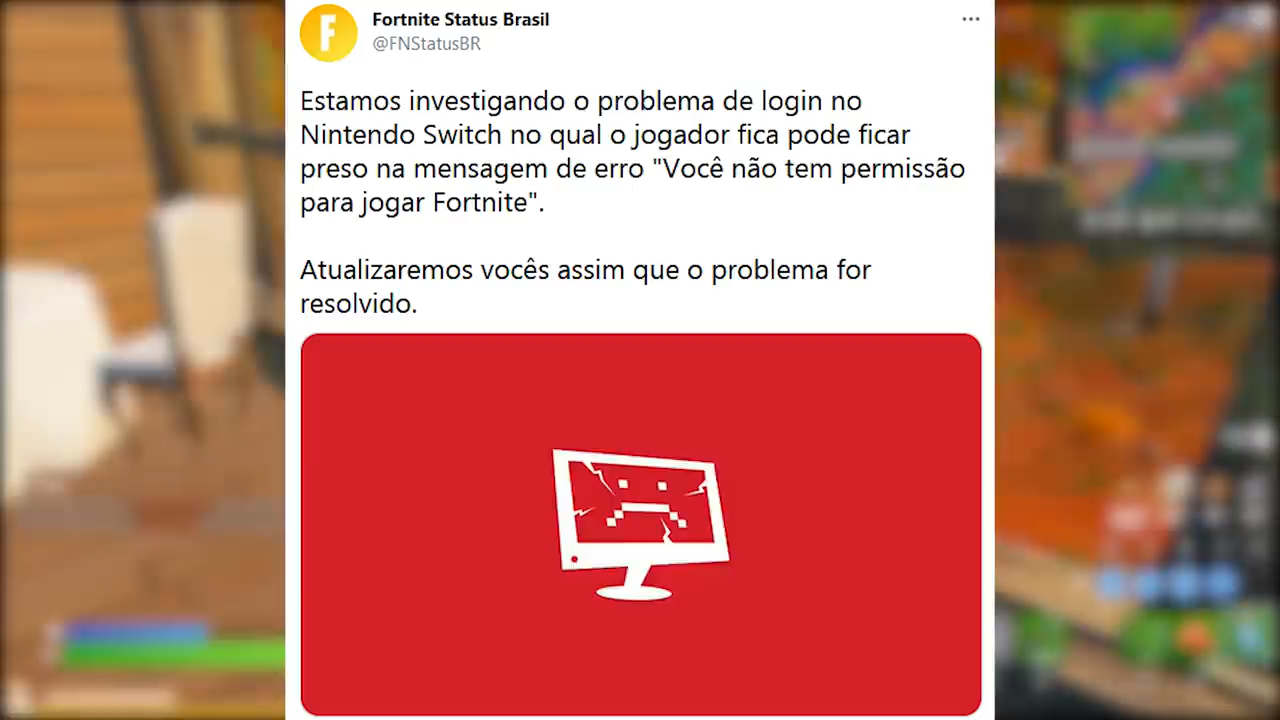 Fortnite Status Brasil
@FNStatusBR
Estamos investigando o problema de login no
Nintendo Switch no qual o jogador fica pode ficar
preso na mensagem de erro "Você não tem permissão
para jogar Fortnite".
Atualizaremos vocês assim que o problema for
resolvido.